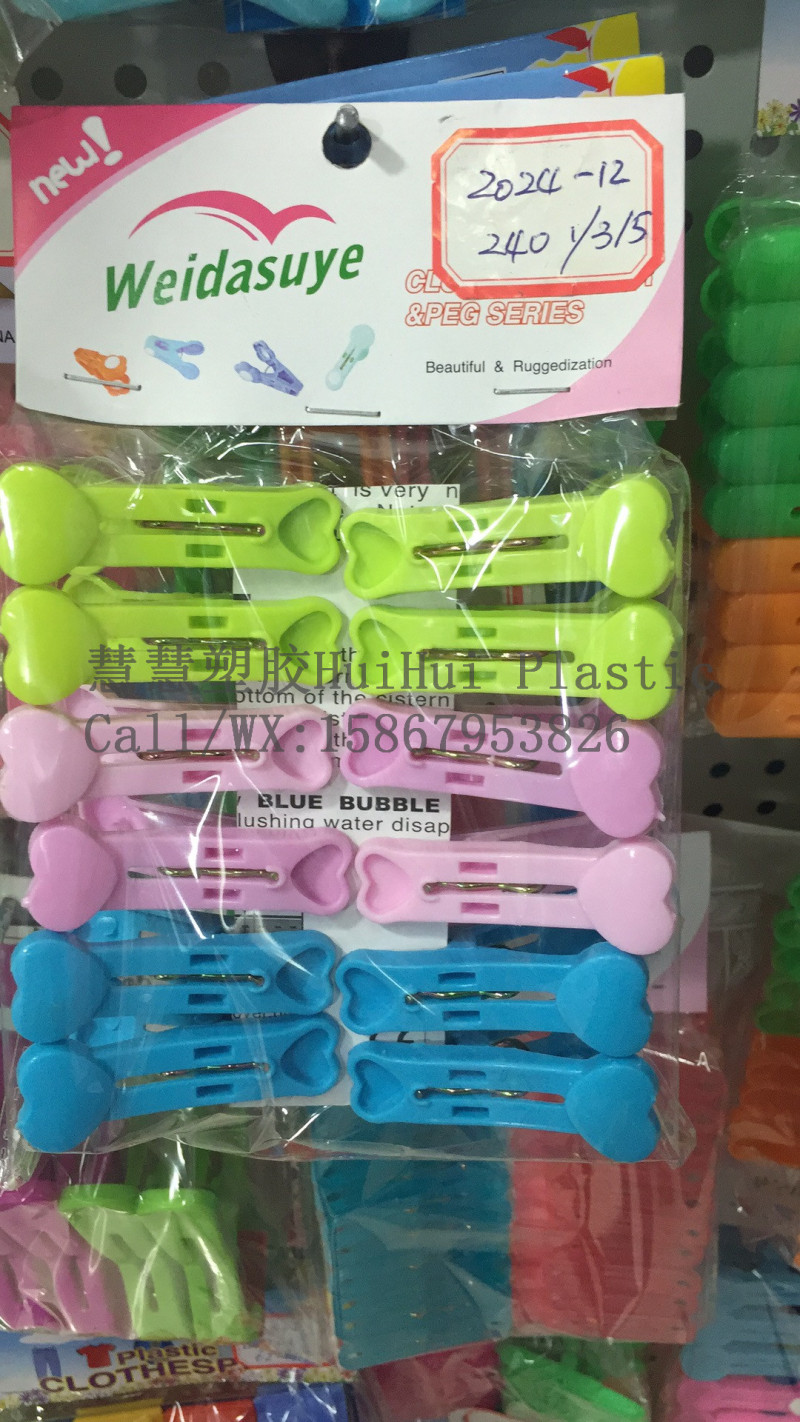 new!
2024-12
240 1/3/5
Weidasuye
&PEG SERIES
Beautiful & Ruggedization
is very n
慧慧塑胶HuiHui Plastic
ottom of the cistern
Call/WX:15867953826
BLUE BUBBLE
lushing water disap
A
Plastic
CLOTHESP